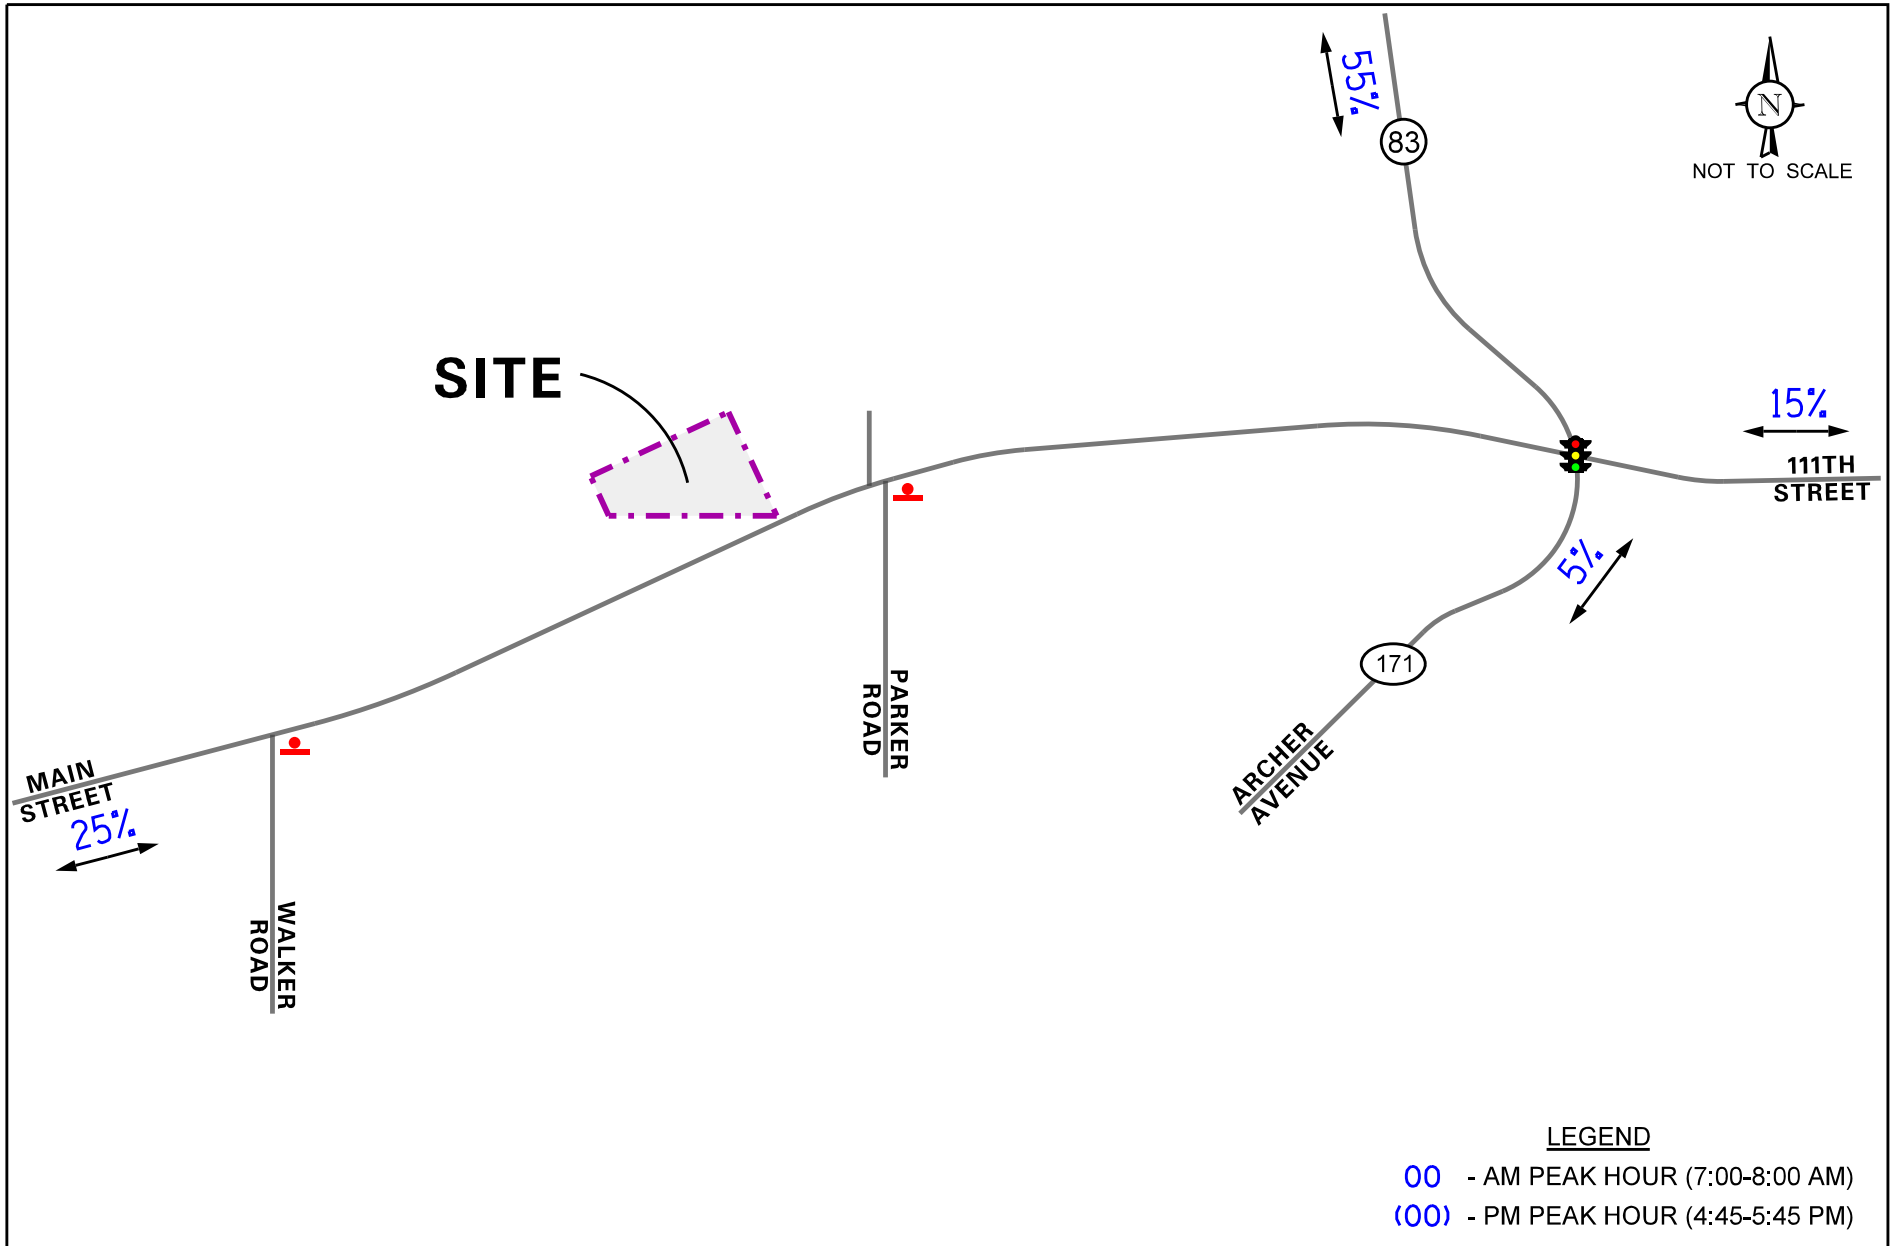 55%
83
N
NOT TO SCALE
SITE
15%
111TH
STREET
5%
171
PARKER
ROAD
ARCHER
AVENUE
MAIN
STREET
25%
WALKER
ROAD
LEGEND
00 - AM PEAK HOUR (7:00-8:00 AM)
(00) - PM PEAK HOUR (4:45-5:45 PM)